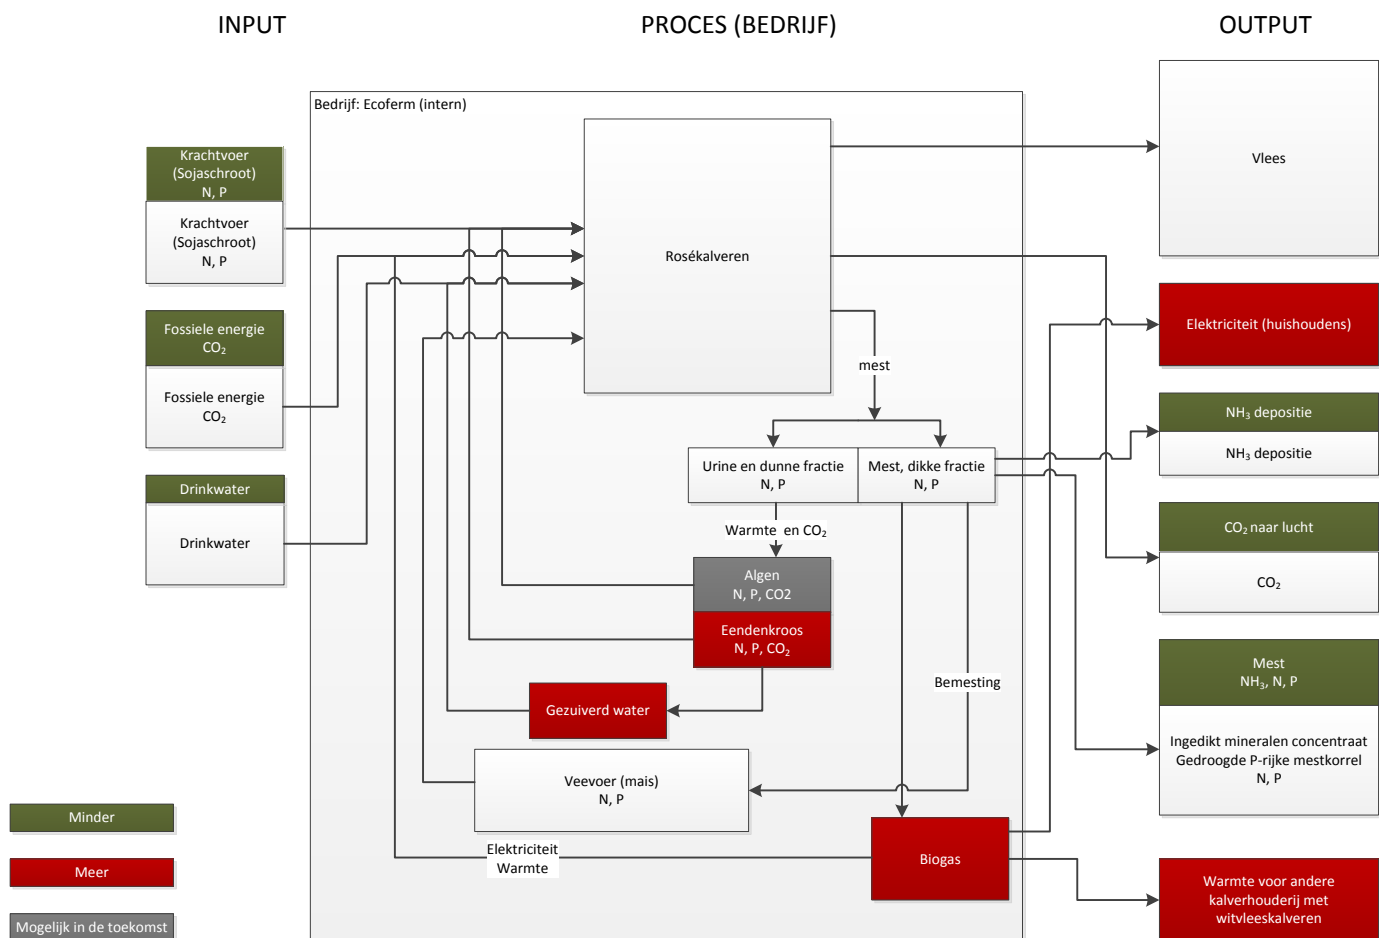 INPUT
PROCES (BEDRIJF)
OUTPUT
Bedrijf: Ecoferm (intern)
Krachtvoer
(Sojaschroot)
N, P
Krachtvoer
(Sojaschroot)
N, P
Fossiele energie
CO₂
Fossiele energie
CO₂
Drinkwater
Drinkwater
Rosékalveren
mest
Urine en dunne fractie
N, P
Mest, dikke fractie
N, P
Warmte en CO₂
Algen
N, P, CO2
Eendenkroos
N, P, CO₂
Bemesting
Gezuiverd water
Veevoer (mais)
N, P
Elektriciteit
Warmte
Biogas
Vlees
Elektriciteit (huishoudens)
NH₃ depositie
NH₃ depositie
CO₂ naar lucht
CO₂
Mest
NH₃, N, P
Ingedikt mineralen concentraat
Gedroogde P-rijke mestkorrel
N, P
Warmte voor andere
kalverhouderij met
witvleeskalveren
Minder
Meer
Mogelijk in de toekomst